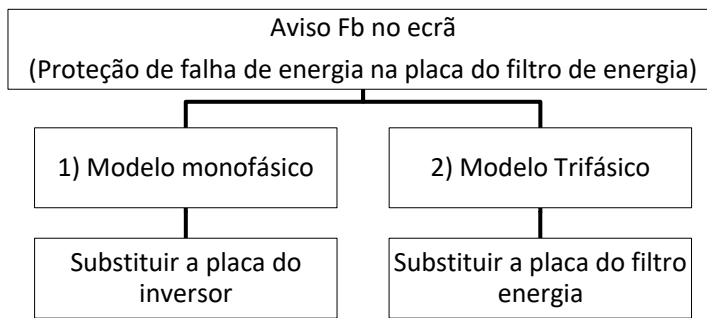 Aviso Fb no ecrã
(Proteção de falha de energia na placa do filtro de energia)
1) Modelo monofásico
2) Modelo Trifásico
Substituir a placa do
inversor
Substituir a placa do filtro
energia